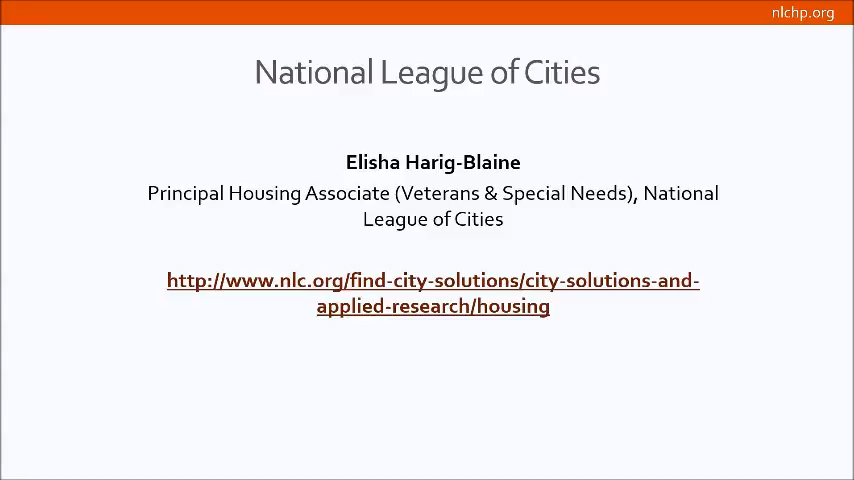 nlchp.org
National League of Cities
Elisha Harig-Blaine
Principal Housing Associate (Veterans & Special Needs), National
League of Cities
http://www.nlc.org/find-city-solutions/city-solutions-and-
applied-research/housing